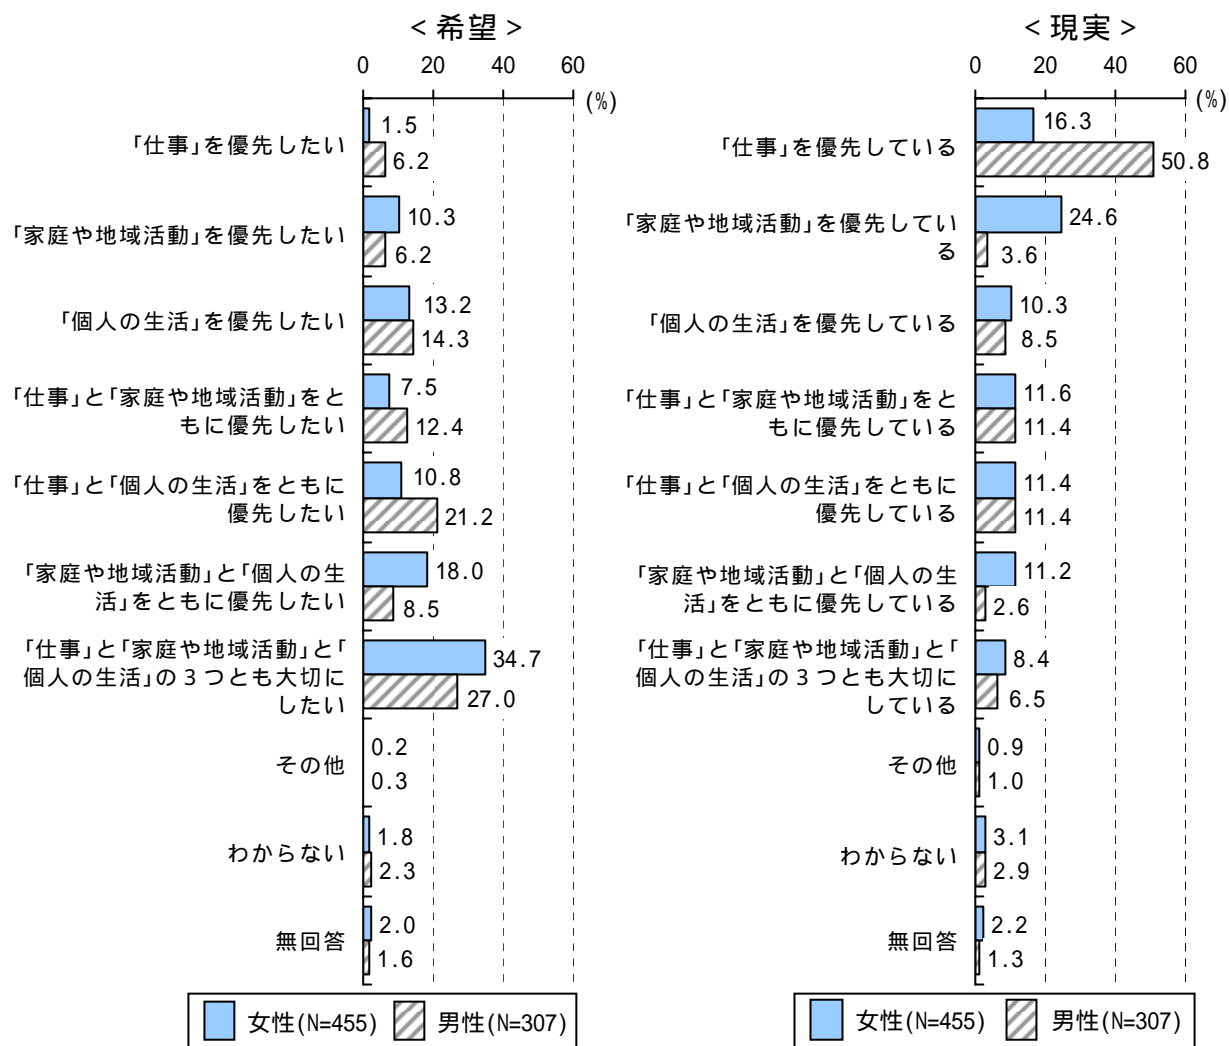 ＜希望＞
0 20 40 60
(%)
「仕事」を優先したい
1.5
6.2
「家庭や地域活動」を優先したい
10.3
6.2
「個人の生活」を優先したい
13.2
14.3
「仕事」と「家庭や地域活動」をと
もに優先したい
7.5
12.4
「仕事」と「個人の生活」をともに
優先したい
10.8
21.2
「家庭や地域活動」と「個人の生
活」をともに優先したい
18.0
8.5
「仕事」と「家庭や地域活動」と「
個人の生活」の３つとも大切に
したい
34.7
27.0
その他
0.2
0.3
わからない
1.8
2.3
無回答
2.0
1.6
女性(N=455) 男性(N=307)
＜現実＞
0 20 40 60
(%)
「仕事」を優先している
16.3
50.8
「家庭や地域活動」を優先してい
る
24.6
3.6
「個人の生活」を優先している
10.3
8.5
「仕事」と「家庭や地域活動」をと
もに優先している
11.6
11.4
「仕事」と「個人の生活」をともに
優先している
11.4
11.4
「家庭や地域活動」と「個人の生
活」をともに優先している
11.2
2.6
「仕事」と「家庭や地域活動」と「
個人の生活」の３つとも大切に
している
8.4
6.5
その他
0.9
1.0
わからない
3.1
2.9
無回答
2.2
1.3
女性(N=455) 男性(N=307)